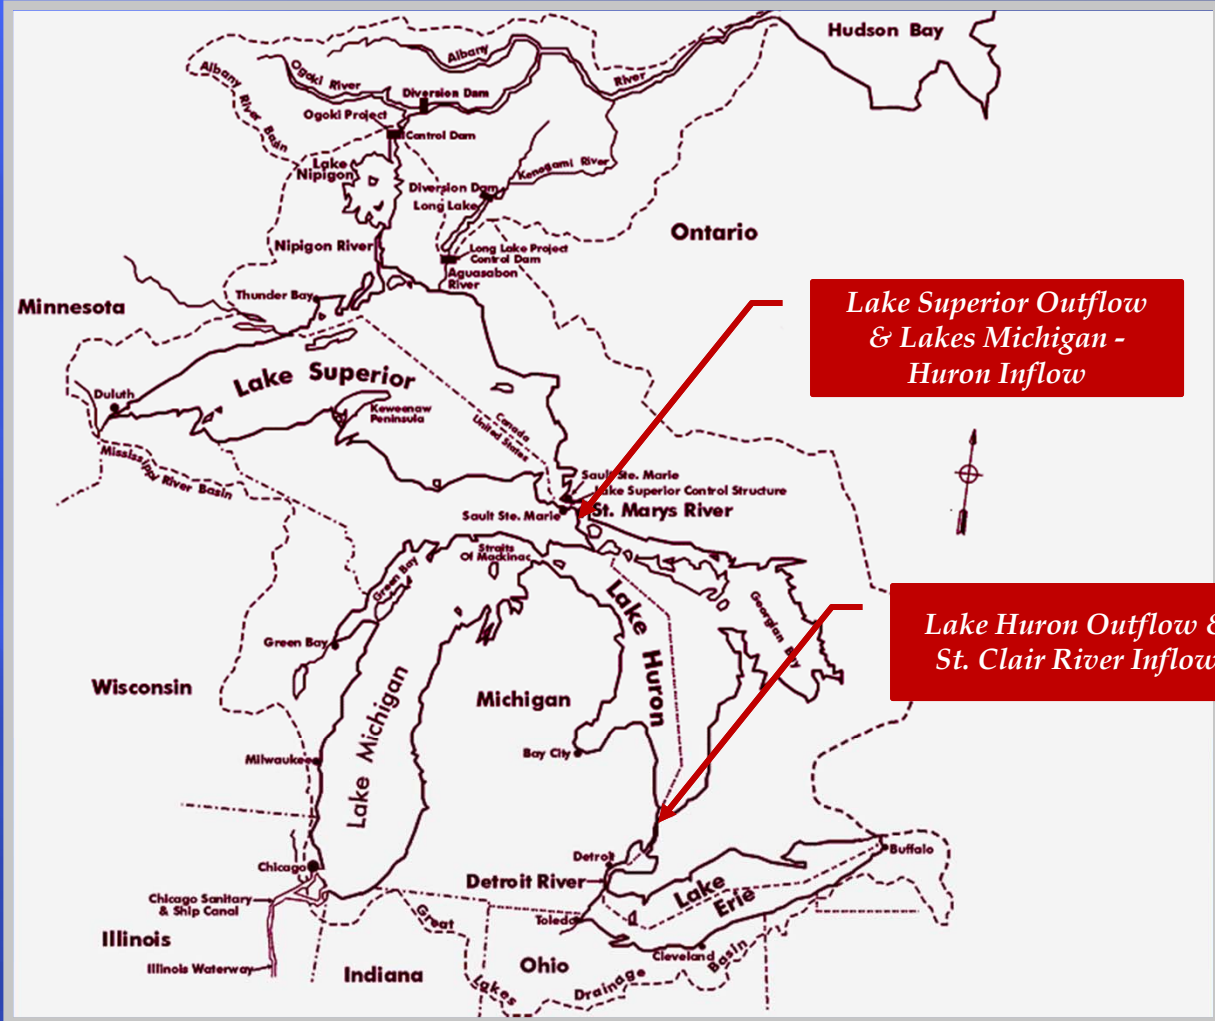 Hudson Bay
Albany
River
Ogoki River
Albany River Basin
Diversion Dam
Ogoki Project
Control Dam
Lake
Nipigon
Kenogami River
Diversion Dam
Long Lake
Ontario
Nipigon River
Long Lake Project
Control Dam
Aguasabon
River
Thunder Bay
Minnesota
Lake Superior Outflow
& Lakes Michigan -
Huron Inflow
Lake Superior
Duluth
Keweenaw
Peninsula
Canada
United States
Mississippi River Basin
Sault Ste. Marie
Lake Superior Control Structure
St. Marys River
Sault Ste. Marie
Straits
Of Mackinac
Green Bay
Lake Huron
Georgian Bay
Lake Huron Outflow &
St. Clair River Inflow
Green Bay
Wisconsin
Lake Michigan
Michigan
Bay City
Milwaukee
Detroit
Buffalo
Chicago
Detroit River
Lake
Erie
Chicago Sanitary
& Ship Canal
Toledo
Illinois
Cleveland
Illinois Waterway
Indiana
Ohio
Great Lakes Drainage Basin